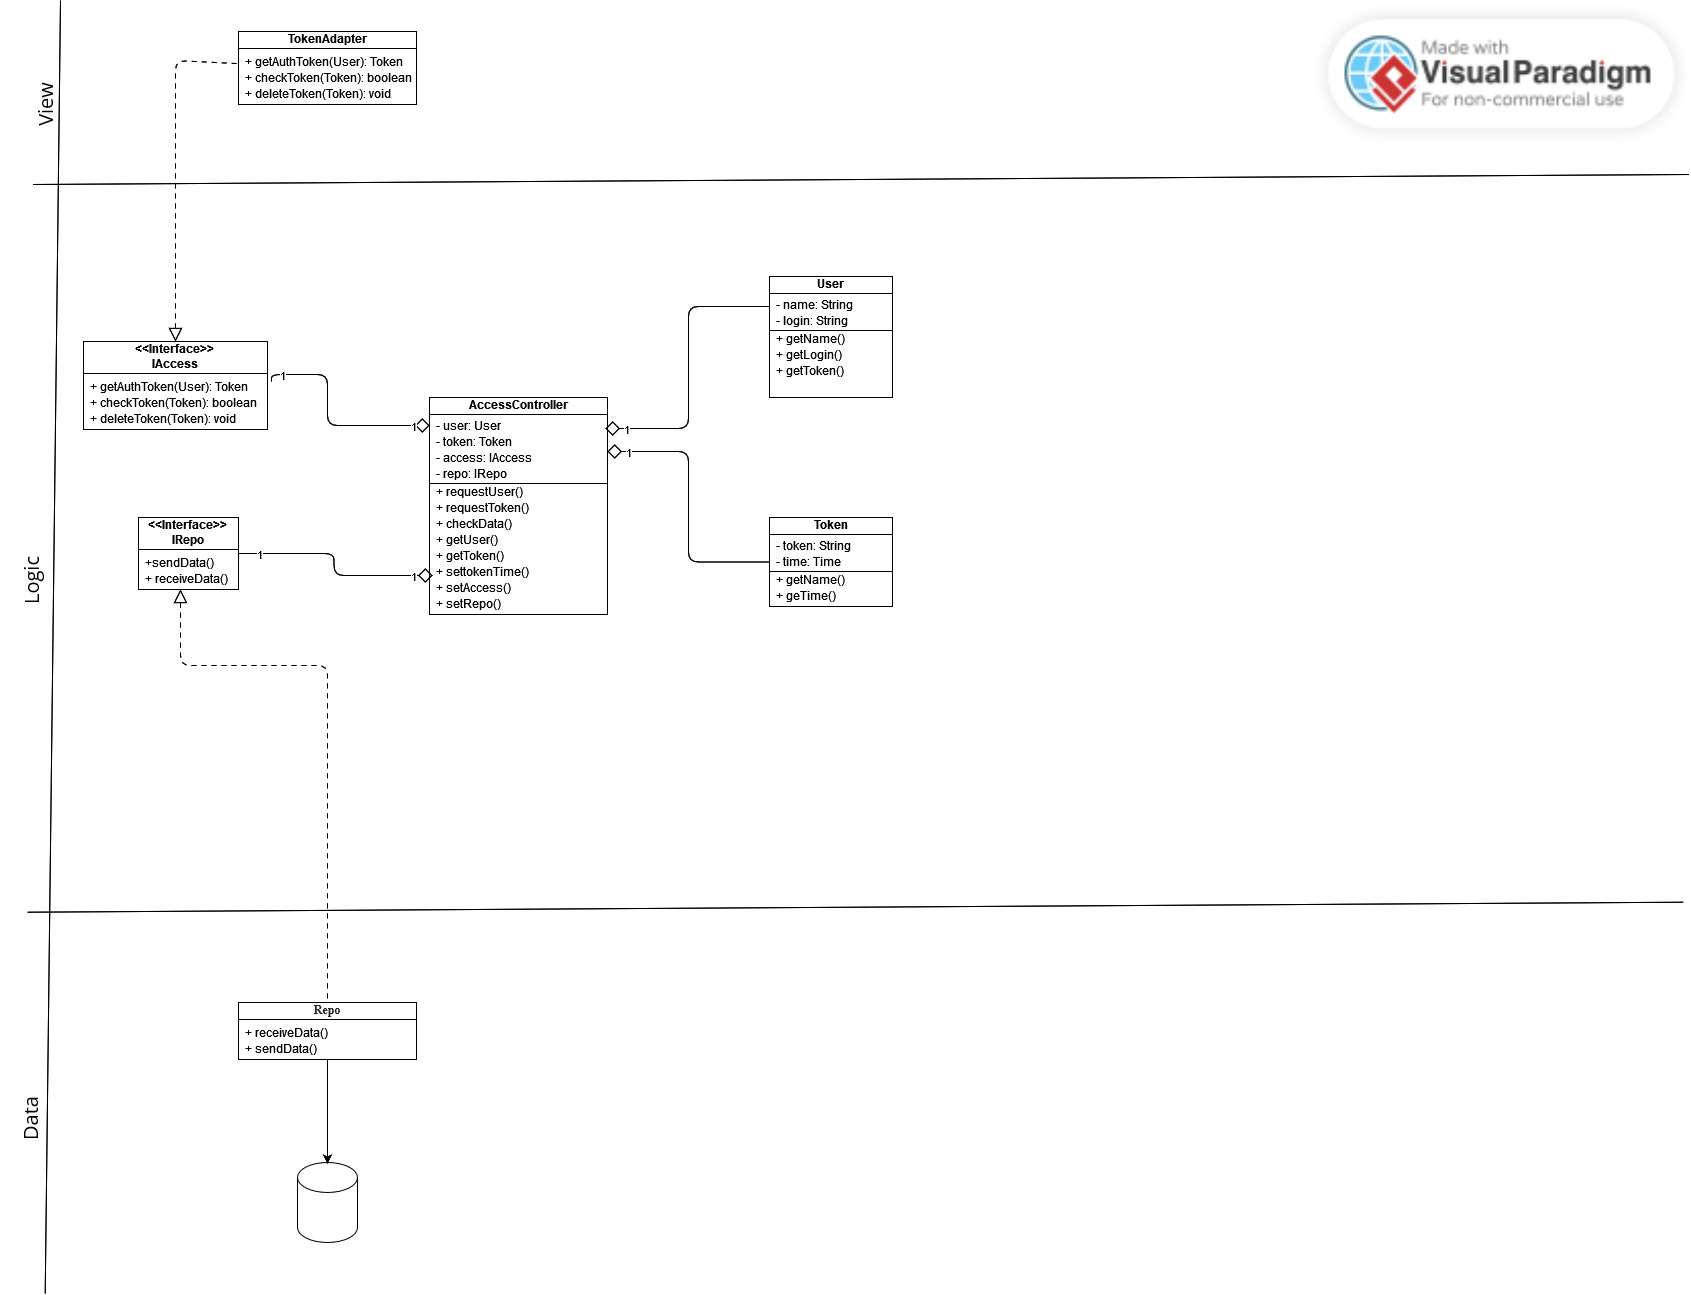 Made with
Visual Paradigm
For non-commercial use
View
TokenAdapter
+ getAuthToken(User): Token
+ checkToken(Token): boolean
+ deleteToken(Token): void
Logic
<<Interface>>
IAccess
+ getAuthToken(User): Token
+ checkToken(Token): boolean
+ deleteToken(Token): void
1
1
<<Interface>>
IRepo
+sendData()
+ receiveData()
1
1
AccessController
- user: User
- token: Token
- access: IAccess
- repo: IRepo
+ requestUser()
+ requestToken()
+ checkData()
+ getUser()
+ getToken()
+ settokenTime()
+ setAccess()
+ setRepo()
1
1
User
- name: String
- login: String
+ getName()
+ getLogin()
+ getToken()
Token
- token: String
- time: Time
+ getName()
+ geTime()
Data
Repo
+ receiveData()
+ sendData()